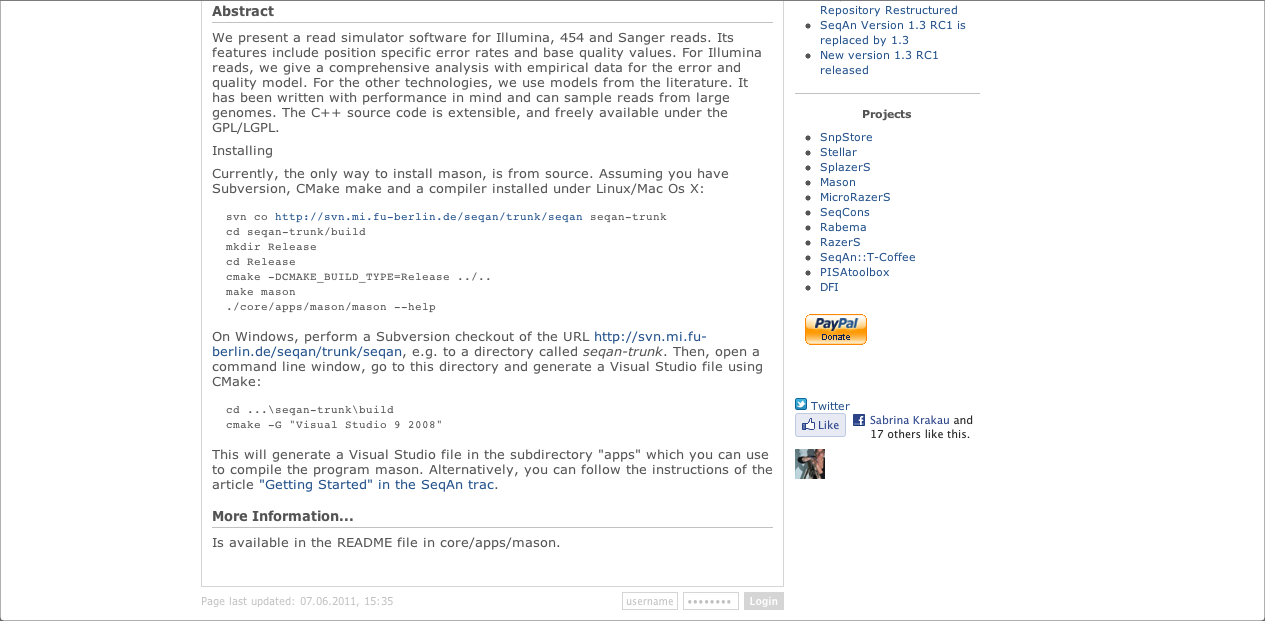 Abstract
We present a read simulator software for Illumina, 454 and Sanger reads. Its
features include position specific error rates and base quality values. For Illumina
reads, we give a comprehensive analysis with empirical data for the error and
quality model. For the other technologies, we use models from the literature. It
has been written with performance in mind and can sample reads from large
genomes. The C++ source code is extensible, and freely available under the
GPL/LGPL.
Installing
Currently, the only way to install mason, is from source. Assuming you have
Subversion, CMake make and a compiler installed under Linux/Mac Os X:
svn co http://svn.mi.fu-berlin.de/seqan/trunk/seqan seqan-trunk
cd seqan-trunk/build
mkdir Release
cd Release
cmake -DCMAKE_BUILD_TYPE=Release ../..
make mason
./core/apps/mason/mason --help
On Windows, perform a Subversion checkout of the URL http://svn.mi.fu-
berlin.de/seqan/trunk/seqan, e.g. to a directory called seqan-trunk. Then, open a
command line window, go to this directory and generate a Visual Studio file using
CMake:
cd ...\seqan-trunk\build
cmake -G "Visual Studio 9 2008"
This will generate a Visual Studio file in the subdirectory "apps" which you can use
to compile the program mason. Alternatively, you can follow the instructions of the
article "Getting Started" in the SeqAn trac.
More Information...
Is available in the README file in core/apps/mason.
Page last updated: 07.06.2011, 15:35
username •••••••• Login
Repository Restructured
• SeqAn Version 1.3 RC1 is
replaced by 1.3
• New version 1.3 RC1
released
Projects
• SnpStore
• Stellar
• SplazerS
• Mason
• MicroRazerS
• SeqCons
• Rabema
• RazerS
• SeqAn::T-Coffee
• PISAtoolbox
• DFI
PayPal
Donate
Twitter
Like Sabrina Krakau and
17 others like this.